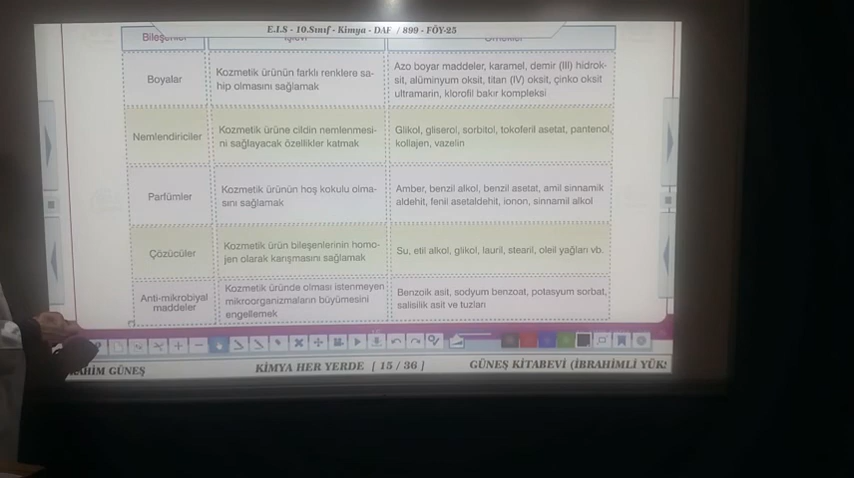 E.I.S - 10.Sınıf - Kimya - DAF / 899 - FÖY-25
Boyalar
Kozmetik ürünün farklı renklere sa-
hip olmasını sağlamak
Azo boyar maddeler, karamel, demir (III) hidrok-
sit, alüminyum oksit, titan (IV) oksit, çinko oksit
ultramarin, klorofil bakır kompleksi
Nemlendiriciler
Kozmetik ürüne cildin nemlenmesi-
ni sağlayacak özellikler katmak
Glikol, gliserol, sorbitol, tokoferil asetat, pantenol,
kollajen, vazelin
Parfümler
Kozmetik ürünün hoş kokulu olma-
sını sağlamak
Amber, benzil alkol, benzil asetat, amil sinnamik
aldehit, fenil asetaldehit, ionon, sinnamil alkol
Çözücüler
Kozmetik ürün bileşenlerinin homo-
jen olarak karışmasını sağlamak
Su, etil alkol, glikol, lauril, stearil, oleil yağları vb.
Anti-mikrobiyal
maddeler
Kozmetik üründe olması istenmeyen
mikroorganizmaların büyümesini
engellemek
Benzoik asit, sodyum benzoat, potasyum sorbat,
salisilik asit ve tuzları
GÜNEŞ
KİMYA HER YERDE [ 15 / 36 ]
GÜNEŞ KİTABEVİ (İBRAHİMLİ YÜK: